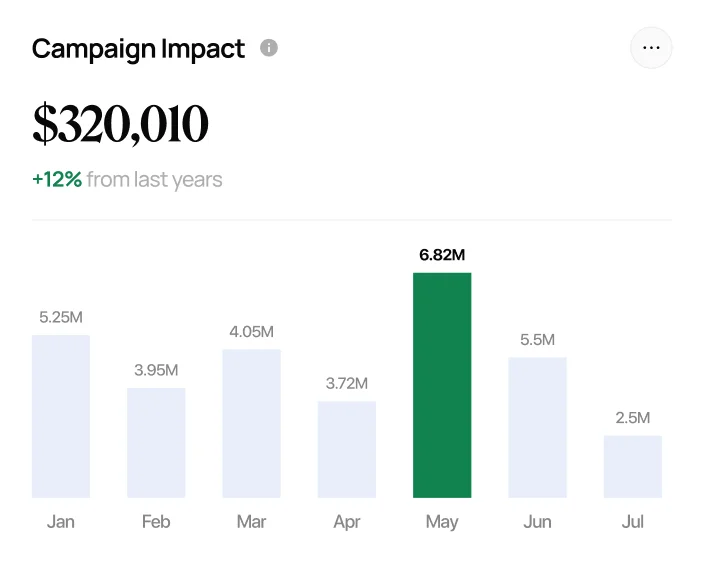 Campaign Impact
$320,010
+12% from last years
6.82M
5.25M
4.05M
3.95M
3.72M
5.5M
2.5M
Jan Feb Mar Apr May Jun Jul